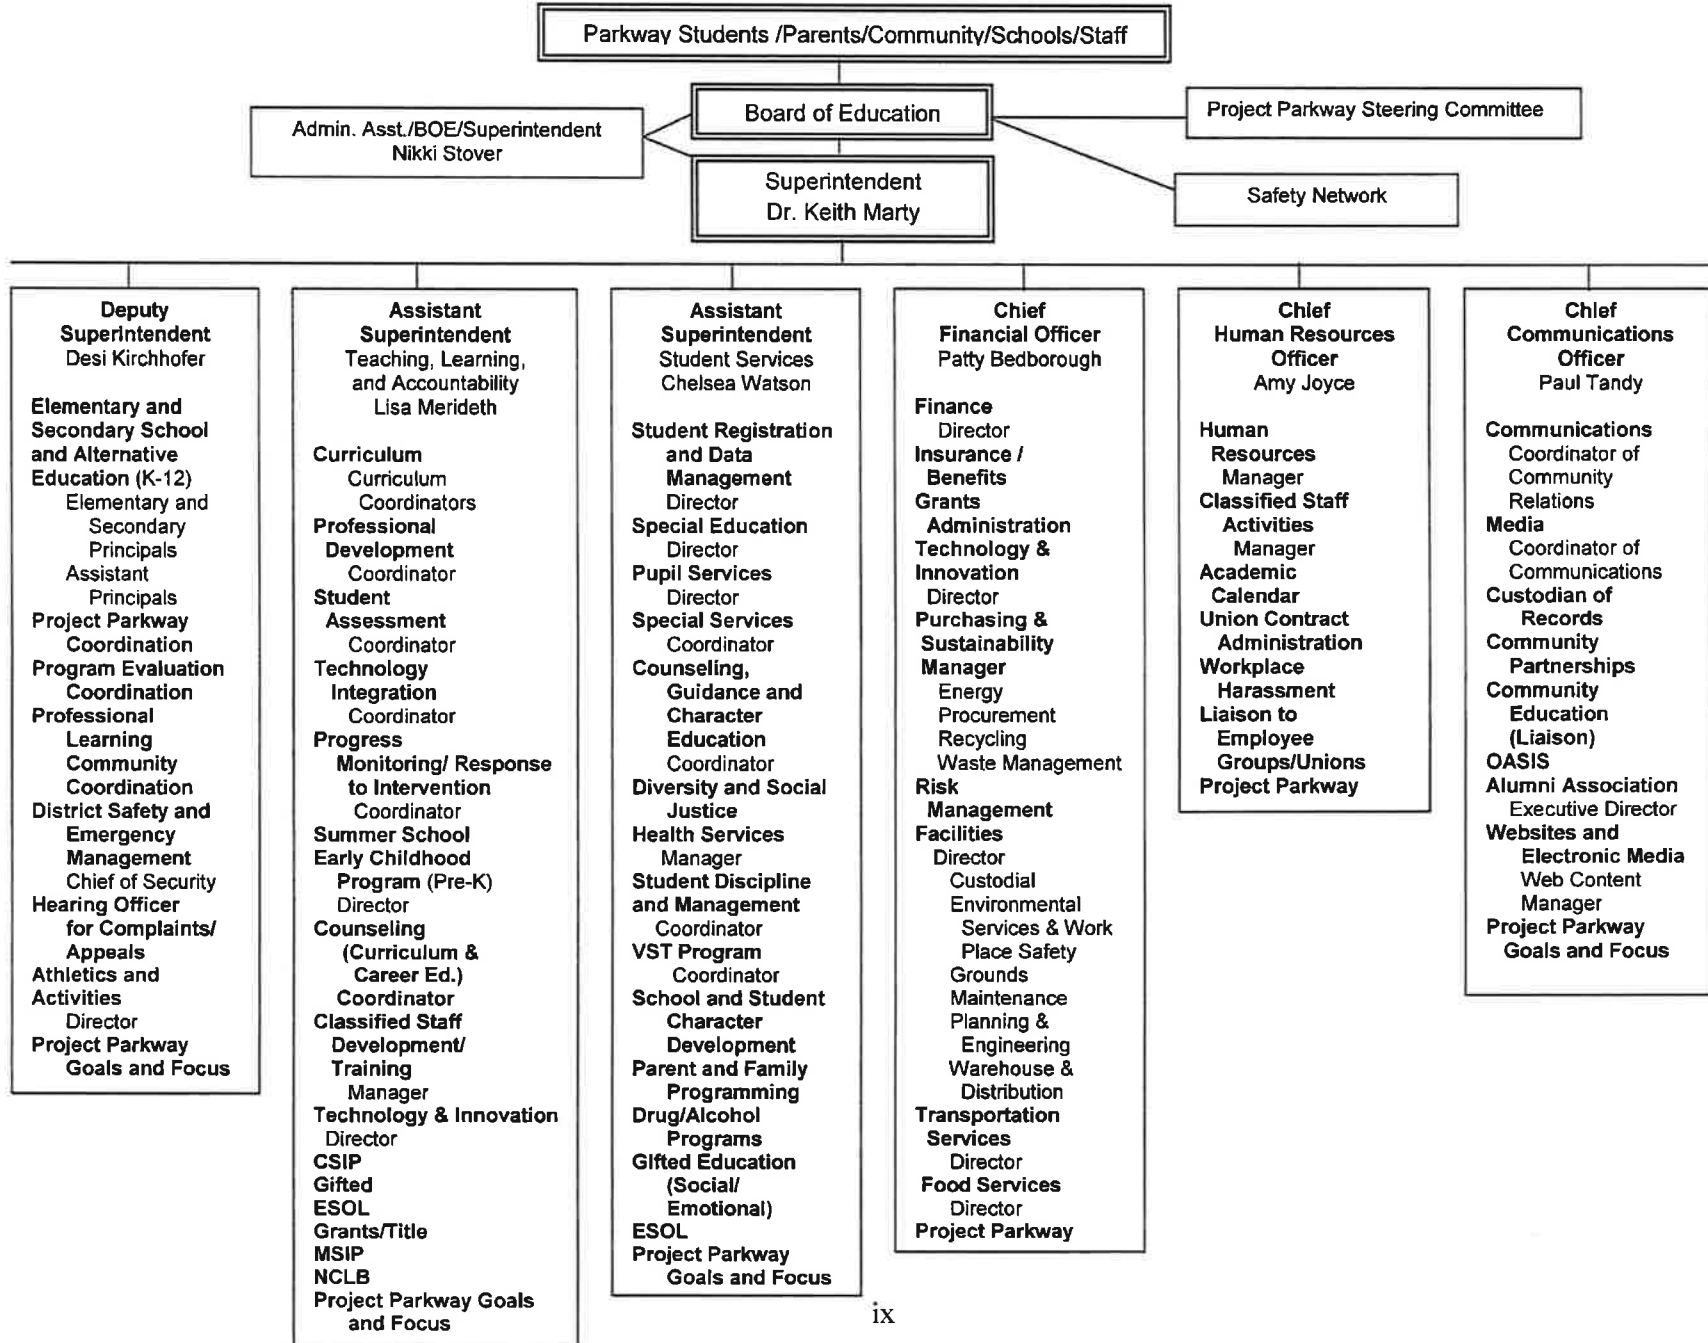 Parkway Students /Parents/Community/Schools/Staff
Board of Education
Admin. Asst./BOE/Superintendent
Nikki Stover
Project Parkway Steering Committee
Superintendent
Dr. Keith Marty
Safety Network
Deputy
Superintendent
Desi Kirchhofer
Elementary and
Secondary School
and Alternative
Education (K-12)
Elementary and
Secondary
Principals
Assistant
Principals
Project Parkway
Coordination
Program Evaluation
Coordination
Professional
Learning
Community
Coordination
District Safety and
Emergency
Management
Chief of Security
Hearing Officer
for Complaints/
Appeals
Athletics and
Activities
Director
Project Parkway
Goals and Focus
Assistant
Superintendent
Teaching, Learning,
and Accountability
Lisa Merideth
Curriculum
Curriculum
Coordinators
Professional
Development
Coordinator
Student
Assessment
Coordinator
Technology
Integration
Coordinator
Progress
Monitoring/ Response
to Intervention
Coordinator
Summer School
Early Childhood
Program (Pre-K)
Director
Counseling
(Curriculum &
Career Ed.)
Coordinator
Classified Staff
Development/
Training
Manager
Technology & Innovation
Director
CSIP
Gifted
ESOL
Grants/Title
MSIP
NCLB
Project Parkway Goals
and Focus
Assistant
Superintendent
Student Services
Chelsea Watson
Student Registration
and Data
Management
Director
Special Education
Director
Pupil Services
Director
Special Services
Coordinator
Counseling,
Guidance and
Character
Education
Coordinator
Diversity and Social
Justice
Health Services
Manager
Student Discipline
and Management
Coordinator
VST Program
Coordinator
School and Student
Character
Development
Parent and Family
Programming
Drug/Alcohol
Programs
Gifted Education
(Social/
Emotional)
ESOL
Project Parkway
Goals and Focus
Chief
Financial Officer
Patty Bedborough
Finance
Director
Insurance /
Benefits
Grants
Administration
Technology &
Innovation
Director
Purchasing &
Sustainability
Manager
Energy
Procurement
Recycling
Waste Management
Risk
Management
Facilities
Director
Custodial
Environmental
Services & Work
Place Safety
Grounds
Maintenance
Planning &
Engineering
Warehouse &
Distribution
Transportation
Services
Director
Food Services
Director
Project Parkway
Chief
Human Resources
Officer
Amy Joyce
Human
Resources
Manager
Classified Staff
Activities
Manager
Academic
Calendar
Union Contract
Administration
Workplace
Harassment
Liaison to
Employee
Groups/Unions
Project Parkway
Chief
Communications
Officer
Paul Tandy
Communications
Coordinator of
Community
Relations
Media
Coordinator of
Communications
Custodian of
Records
Community
Partnerships
Community
Education
(Liaison)
OASIS
Alumni Association
Executive Director
Websites and
Electronic Media
Web Content
Manager
Project Parkway
Goals and Focus
ix